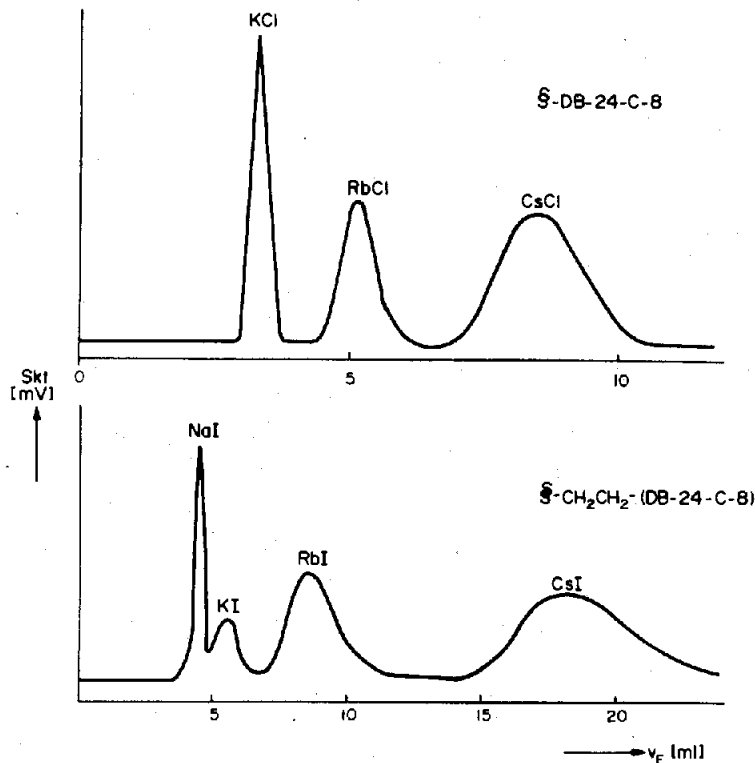 KCl
§-DB-24-C-8
RbCl
CsCl
0 5 10
Skt
[mV]
NaI
§-CH₂CH₂-(DB-24-C-8)
RbI
KI
CsI
5 10 15 20
v_E [ml]